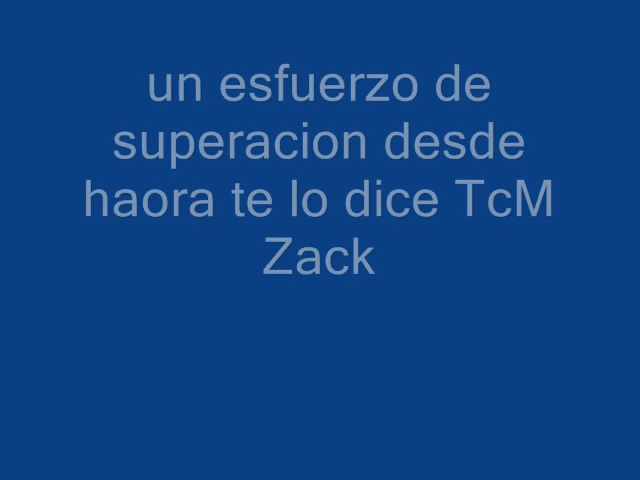 un esfuerzo de
superacion desde
haora te lo dice TcM
Zack